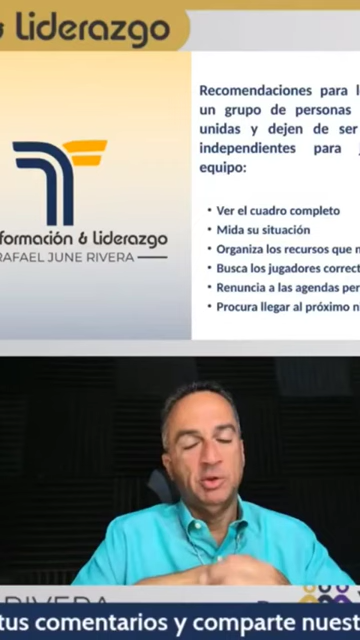 & Liderazgo
Recomendaciones para
un grupo de personas
unidas y dejen de ser
independientes para
equipo:
formación & Liderazgo
RAFAEL JUNE RIVERA
• Ver el cuadro completo
• Mida su situación
• Organiza los recursos que
• Busca los jugadores correct
• Renuncia a las agendas per
• Procura llegar al próximo ni
RIVERA
tus comentarios y comparte nuest